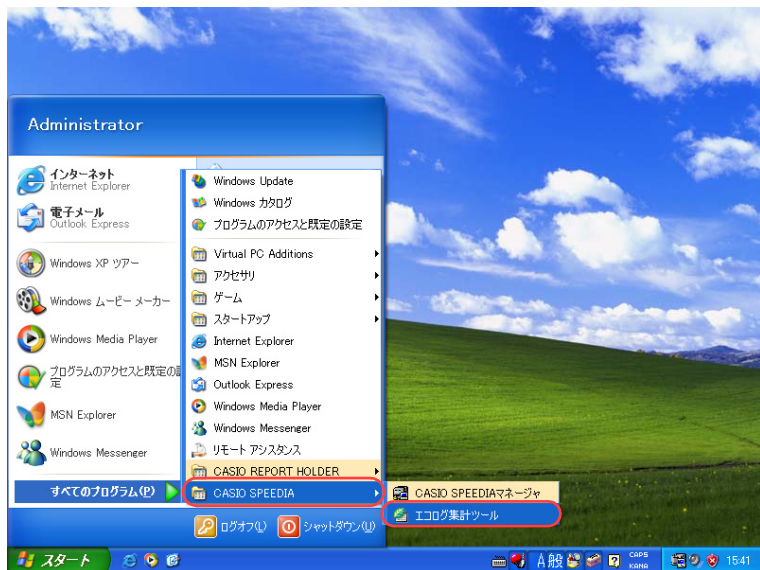 Administrator
インターネット
Internet Explorer
電子メール
Outlook Express
Windows XP ツアー
Windows ムービー メーカー
Windows Media Player
プログラムのアクセスと既定の設
定
MSN Explorer
Windows Messenger
すべてのプログラム(P)
Windows Update
Windows カタログ
プログラムのアクセスと既定の設定
Virtual PC Additions
アクセサリ
ゲーム
スタートアップ
Internet Explorer
MSN Explorer
Outlook Express
Windows Media Player
Windows Messenger
リモート アシスタンス
CASIO REPORT HOLDER
CASIO SPEEDIA
CASIO SPEEDIAマネージャ
エコログ集計ツール
ログオフ(L)
シャットダウン(U)
スタート
A 般
CAPS
KANA
15:41